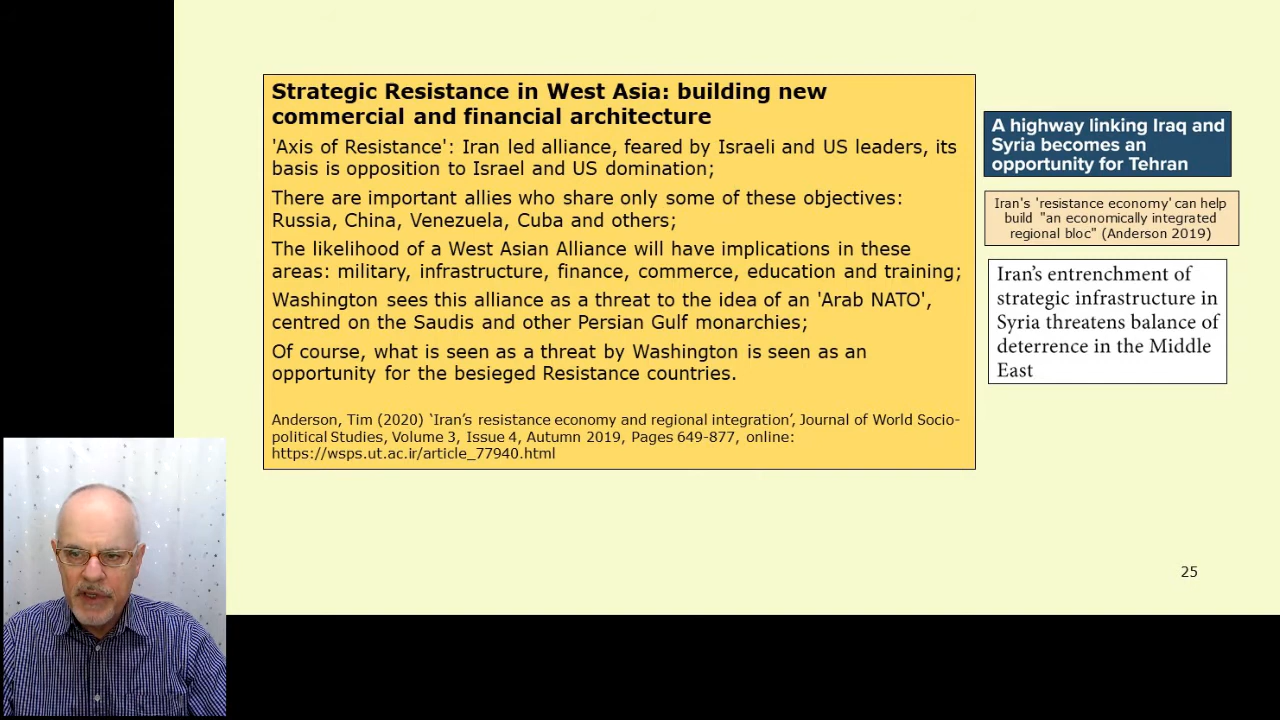 Strategic Resistance in West Asia: building new
commercial and financial architecture
'Axis of Resistance': Iran led alliance, feared by Israeli and US leaders, its
basis is opposition to Israel and US domination;
There are important allies who share only some of these objectives:
Russia, China, Venezuela, Cuba and others;
The likelihood of a West Asian Alliance will have implications in these
areas: military, infrastructure, finance, commerce, education and training;
Washington sees this alliance as a threat to the idea of an 'Arab NATO',
centred on the Saudis and other Persian Gulf monarchies;
Of course, what is seen as a threat by Washington is seen as an
opportunity for the besieged Resistance countries.
Anderson, Tim (2020) ‘Iran’s resistance economy and regional integration’, Journal of World Socio-
political Studies, Volume 3, Issue 4, Autumn 2019, Pages 649-877, online:
https://wsps.ut.ac.ir/article_77940.html
A highway linking Iraq and
Syria becomes an
opportunity for Tehran
Iran's 'resistance economy' can help
build "an economically integrated
regional bloc" (Anderson 2019)
Iran’s entrenchment of
strategic infrastructure in
Syria threatens balance of
deterrence in the Middle
East
25